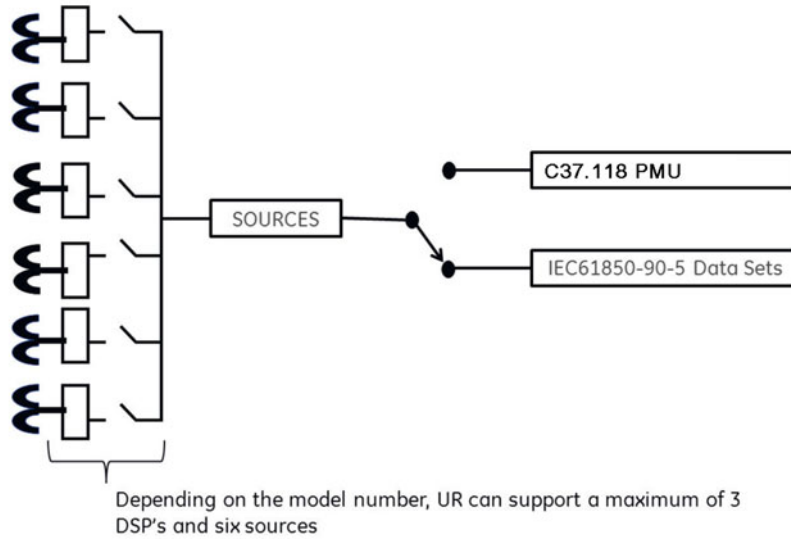 C37.118 PMU
SOURCES
IEC61850-90-5 Data Sets
Depending on the model number, UR can support a maximum of 3
DSP's and six sources